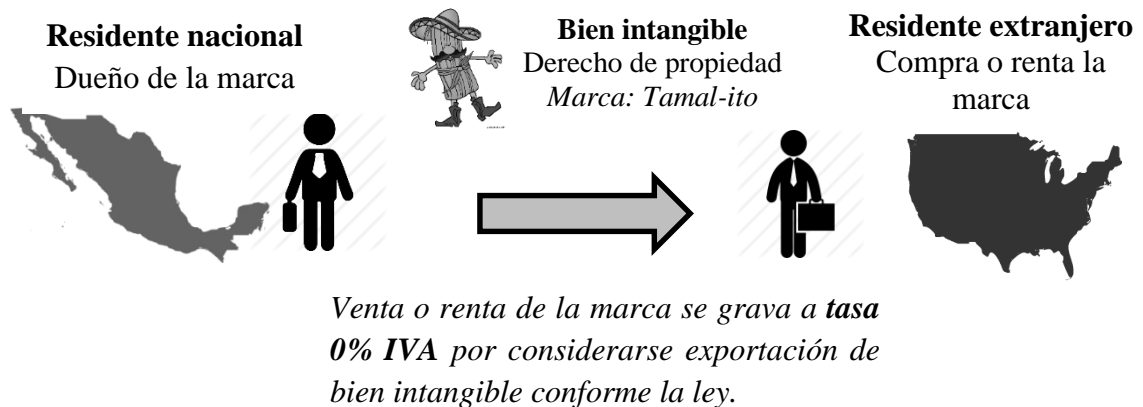 Residente nacional
Dueño de la marca
Bien intangible
Derecho de propiedad
Marca: Tamal-ito
Residente extranjero
Compra o renta la
marca
Venta o renta de la marca se grava a tasa
0% IVA por considerarse exportación de
bien intangible conforme la ley.